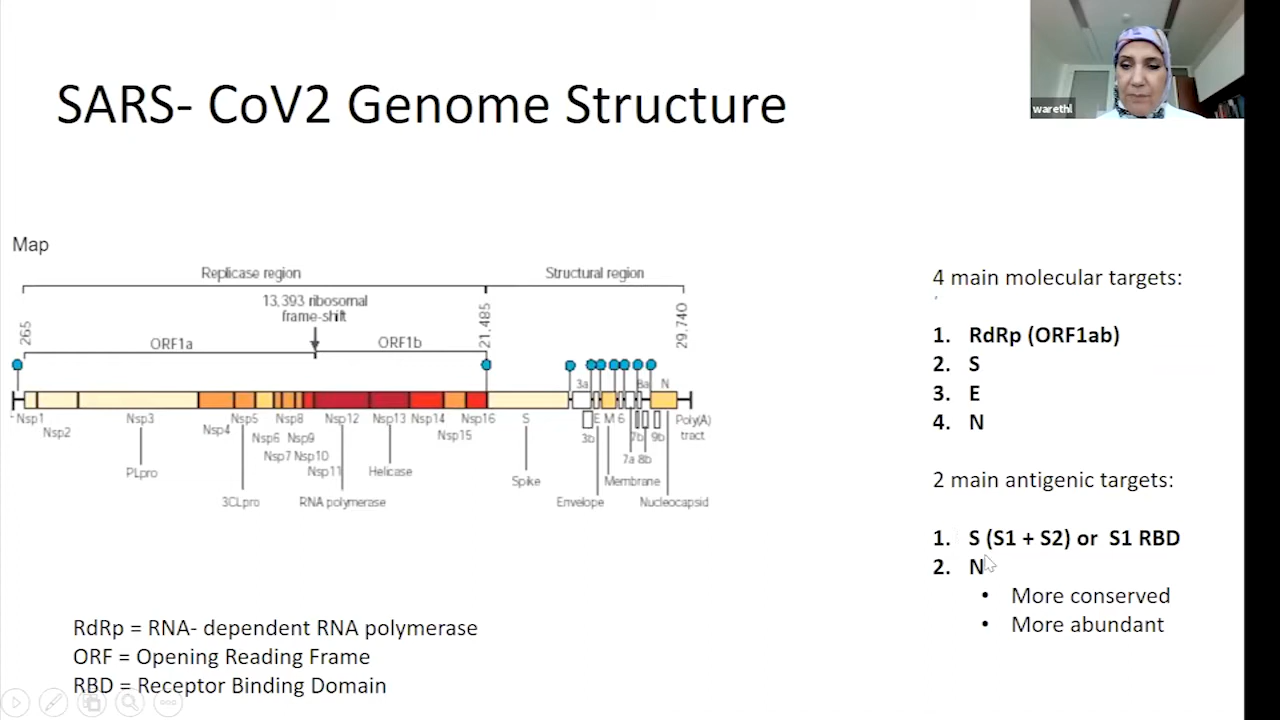 SARS- CoV2 Genome Structure
warethl
Map
Replicase region
Structural region
13,393 ribosomal
frame-shift
265
21.485
29.740
ORF1a
ORF1b
3a
8a
N
Nsp1
Nsp2
Nsp3
Nsp4
Nsp5
Nsp6
Nsp7
Nsp8
Nsp9
Nsp10
Nsp11
Nsp12
Nsp13
Nsp14
Nsp15
Nsp16
S
E
M
6
Poly(A)
tract
3b
7b
9b
7a
8b
PLpro
3CLpro
RNA polymerase
Helicase
Spike
Envelope
Membrane
Nucleocapsid
4 main molecular targets:
1. RdRp (ORF1ab)
2. S
3. E
4. N
2 main antigenic targets:
1. S (S1 + S2) or S1 RBD
2. N
• More conserved
• More abundant
RdRp = RNA- dependent RNA polymerase
ORF = Opening Reading Frame
RBD = Receptor Binding Domain